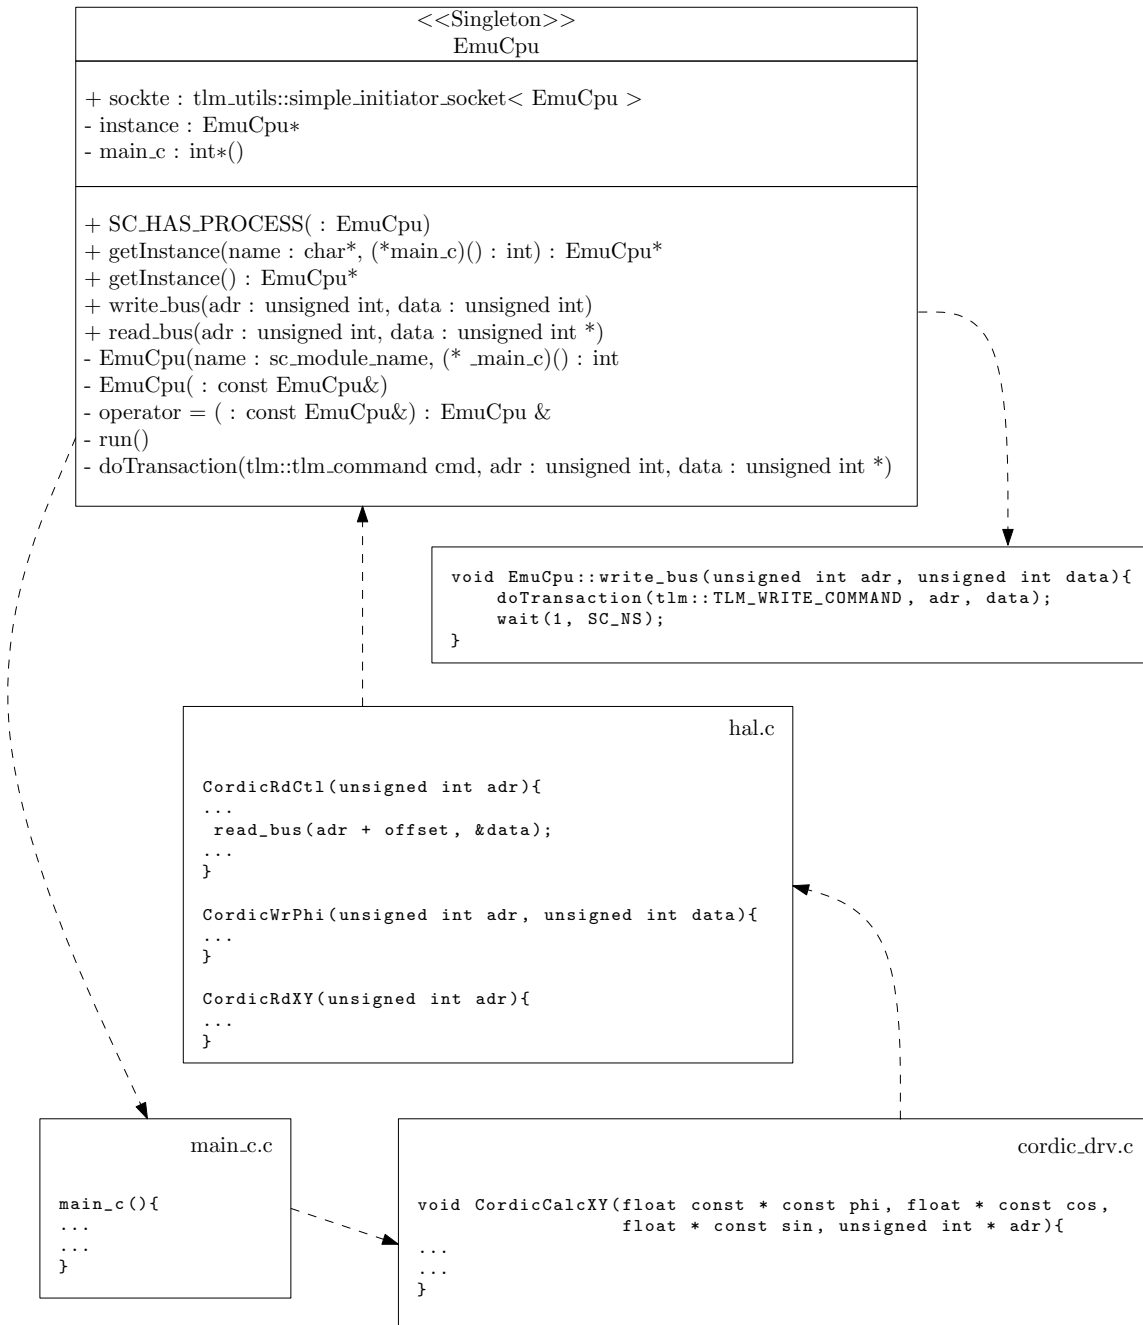 <<Singleton>>
EmuCpu
+ sockte : tlm_utils::simple_initiator_socket< EmuCpu >
- instance : EmuCpu*
- main_c : int*()
+ SC_HAS_PROCESS( : EmuCpu)
+ getInstance(name : char*, (*main_c)() : int) : EmuCpu*
+ getInstance() : EmuCpu*
+ write_bus(adr : unsigned int, data : unsigned int)
+ read_bus(adr : unsigned int, data : unsigned int *)
- EmuCpu(name : sc_module_name, (* _main_c)() : int
- EmuCpu( : const EmuCpu&)
- operator = ( : const EmuCpu&) : EmuCpu &
- run()
- doTransaction(tlm::tlm_command cmd, adr : unsigned int, data : unsigned int *)
void EmuCpu::write_bus(unsigned int adr, unsigned int data){
doTransaction(tlm::TLM_WRITE_COMMAND, adr, data);
wait(1, SC_NS);
}
hal.c
CordicRdCtl(unsigned int adr){
...
read_bus(adr + offset, &data);
...
}
CordicWrPhi(unsigned int adr, unsigned int data){
...
}
CordicRdXY(unsigned int adr){
...
}
main_c.c
main_c(){
...
...
}
cordic_drv.c
void CordicCalcXY(float const * const phi, float * const cos,
float * const sin, unsigned int * adr){
...
...
}